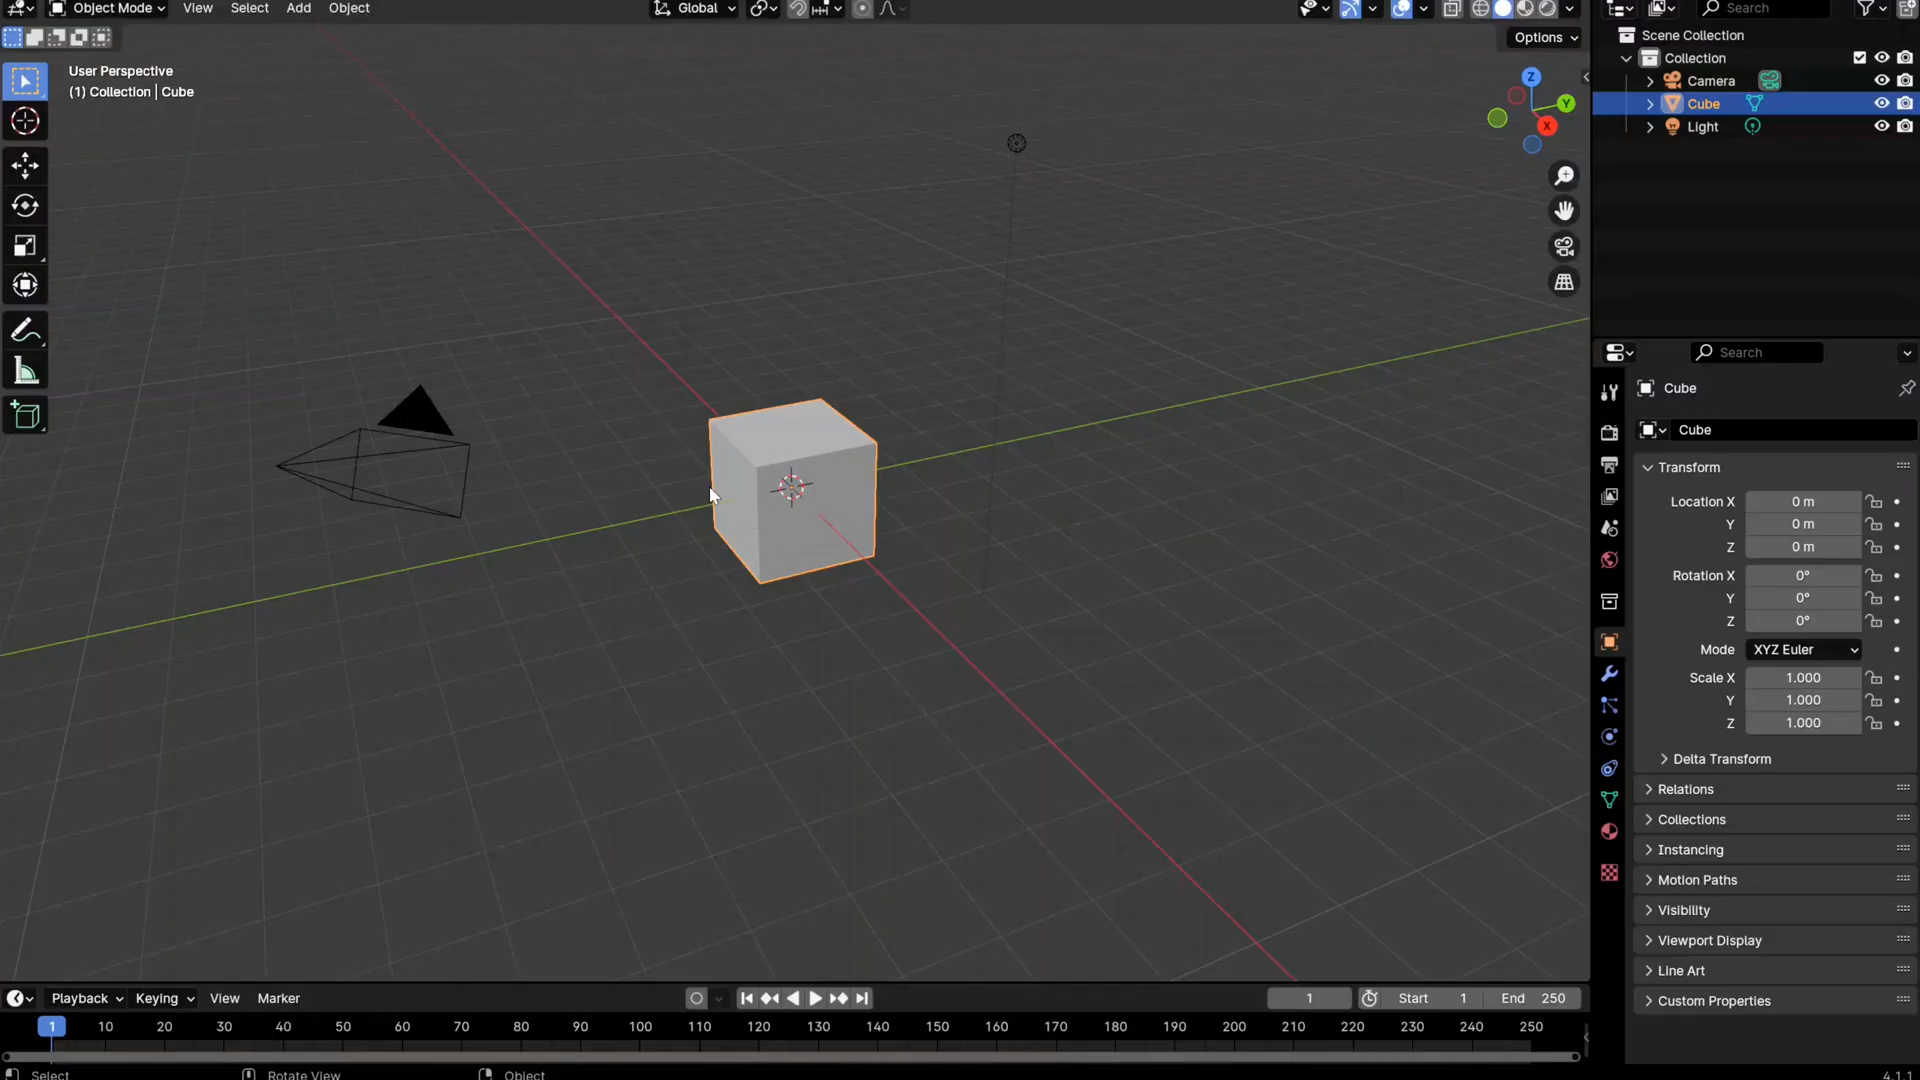 Object Mode View Select Add Object Global
Options
User Perspective
(1) Collection | Cube
Z
Y
X
Search
Scene Collection
Collection
Camera
Cube
Light
Search
Cube
Cube
Transform
Location X 0 m
Y 0 m
Z 0 m
Rotation X 0°
Y 0°
Z 0°
Mode XYZ Euler
Scale X 1.000
Y 1.000
Z 1.000
Delta Transform
Relations
Collections
Instancing
Motion Paths
Visibility
Viewport Display
Line Art
Custom Properties
Playback Keying View Marker 1 Start 1 End 250
1 10 20 30 40 50 60 70 80 90 100 110 120 130 140 150 160 170 180 190 200 210 220 230 240 250
Select Rotate View Object 4.1.1